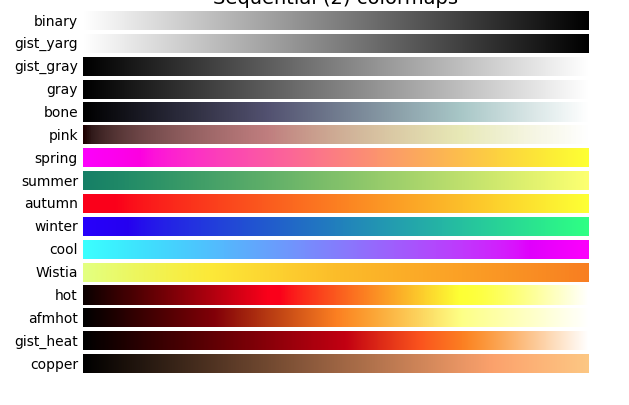 Sequential (2) colormaps
binary
gist_yarg
gist_gray
gray
bone
pink
spring
summer
autumn
winter
cool
Wistia
hot
afmhot
gist_heat
copper